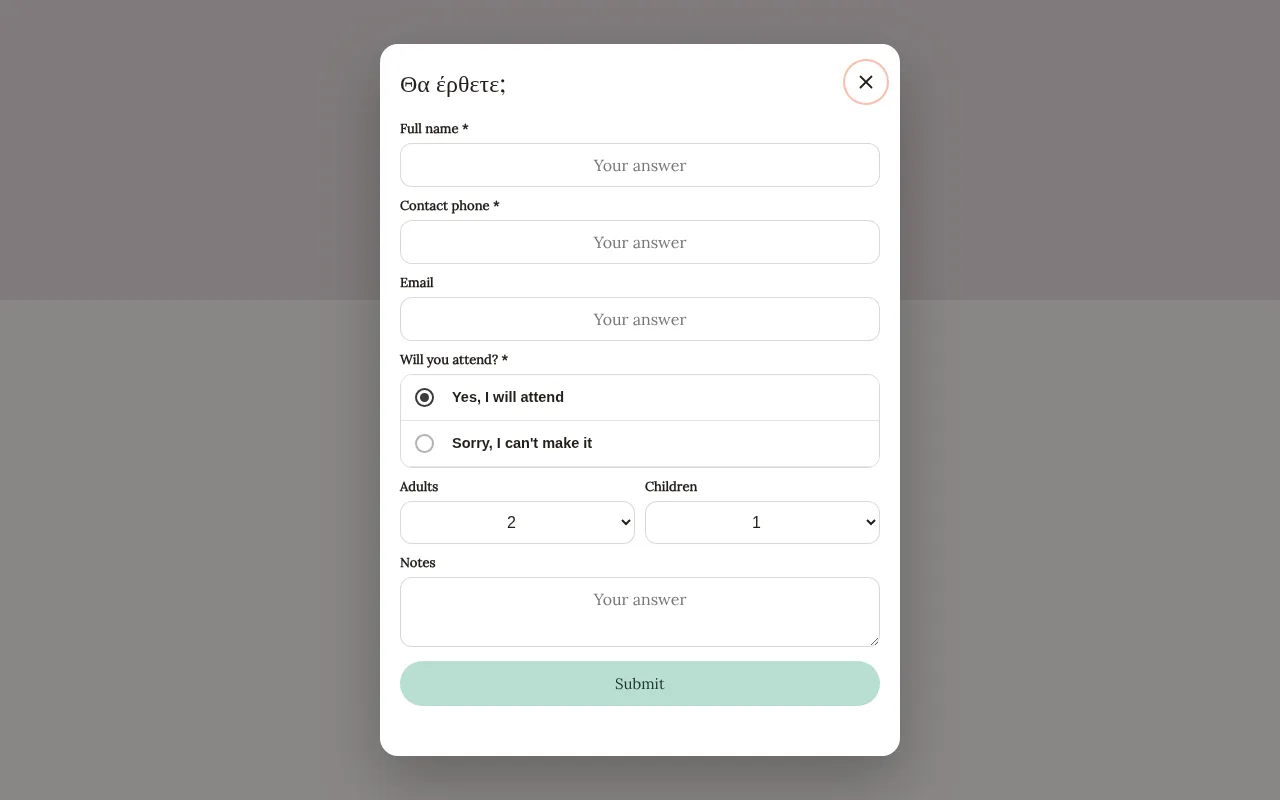 Θα έρθετε;
Full name *
Your answer
Contact phone *
Your answer
Email
Your answer
Will you attend? *
Yes, I will attend
Sorry, I can't make it
Adults Children
2 1
Notes
Your answer
Submit